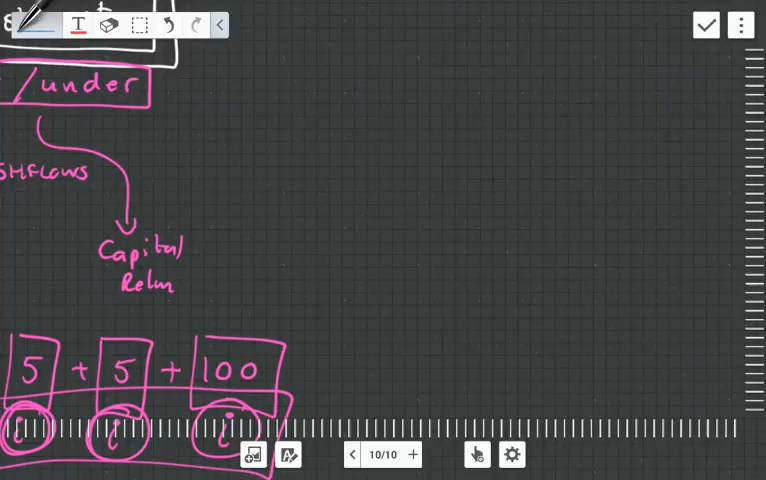 T
/under
SHFLOWS
Capital
Return
5 + 5 + 100
i i i
10/10